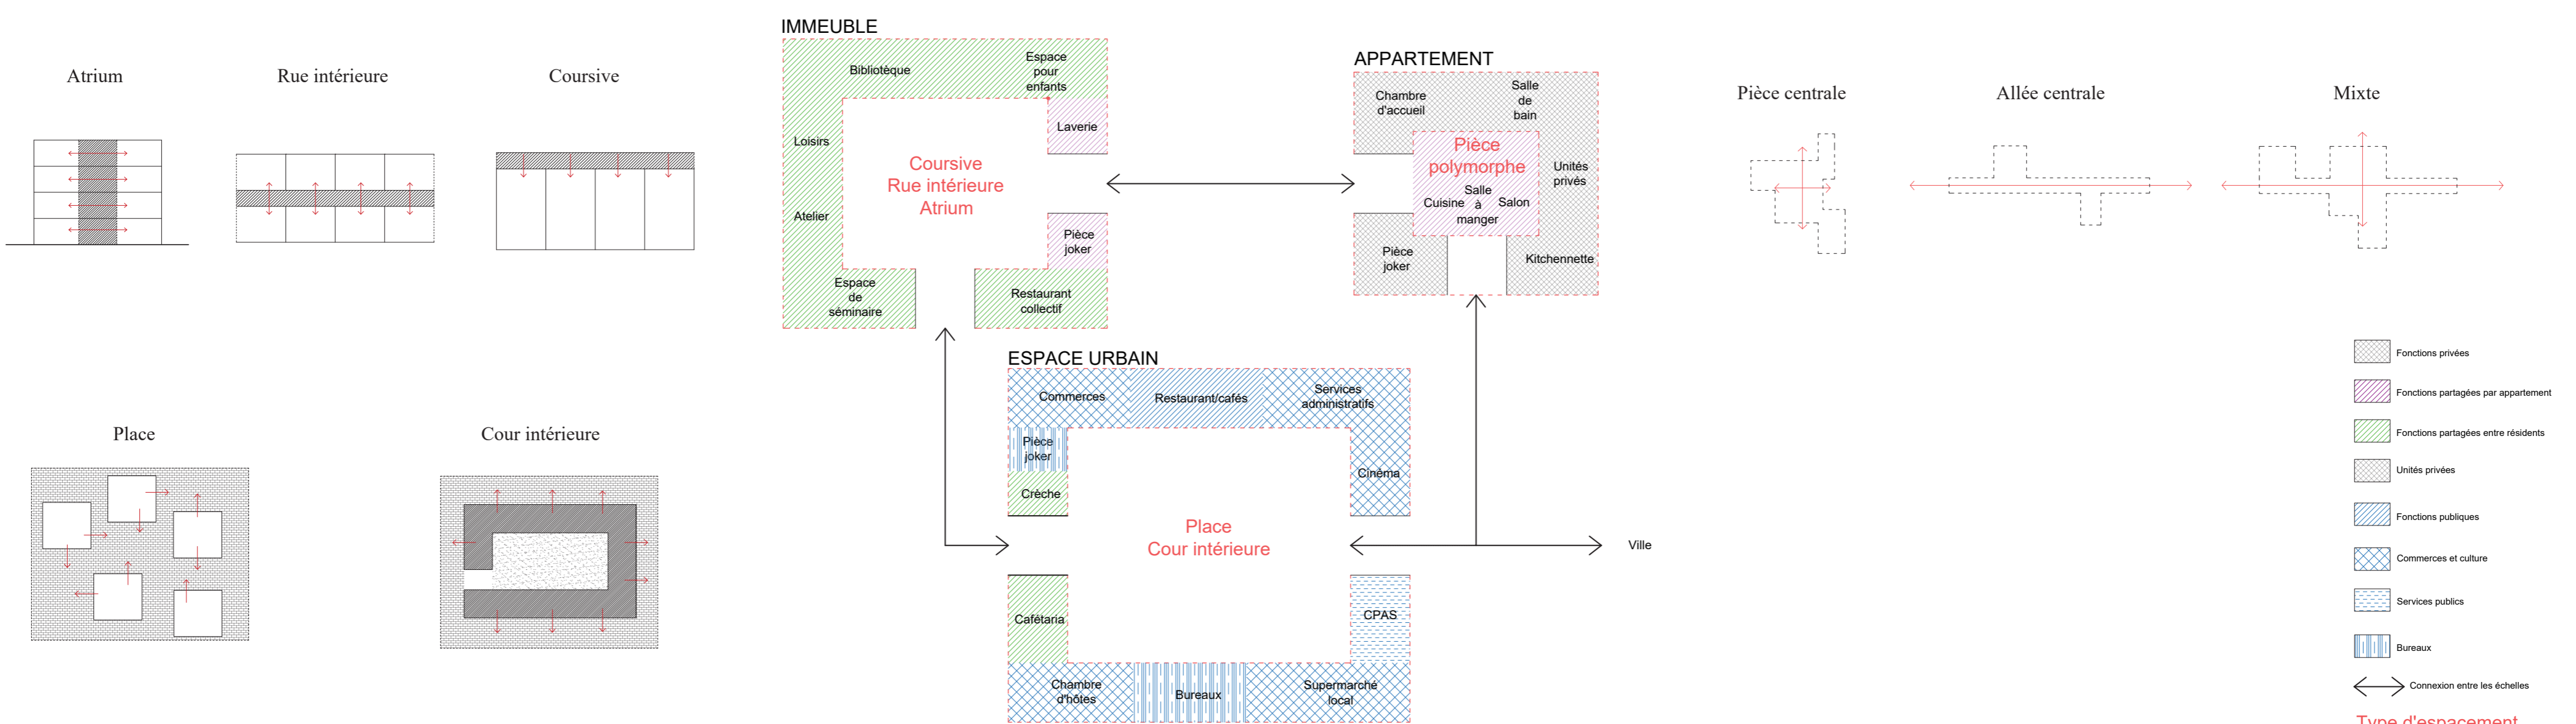 IMMEUBLE
Bibliotèque
Espace
pour
enfants
Loisirs
Laverie
Coursive
Rue intérieure
Atrium
Atelier
Pièce
joker
Espace
de
séminaire
Restaurant
collectif
APPARTEMENT
Chambre
d'accueil
Salle
de
bain
Pièce
polymorphe
Unités
privés
Salle
à
manger
Cuisine
Salon
Pièce
joker
Kitchennette
Atrium
Rue intérieure
Coursive
Pièce centrale
Allée centrale
Mixte
Place
Cour intérieure
ESPACE URBAIN
Commerces
Restaurant/cafés
Services
administratifs
Pièce
joker
Crèche
Cinéma
Place
Cour intérieure
Ville
Cafétaria
CPAS
Chambre
d'hôtes
Bureaux
Supermarché
local
Fonctions privées
Fonctions partagées par appartement
Fonctions partagées entre résidents
Unités privées
Fonctions publiques
Commerces et culture
Services publics
Bureaux
Connexion entre les échelles
Type d'espacement